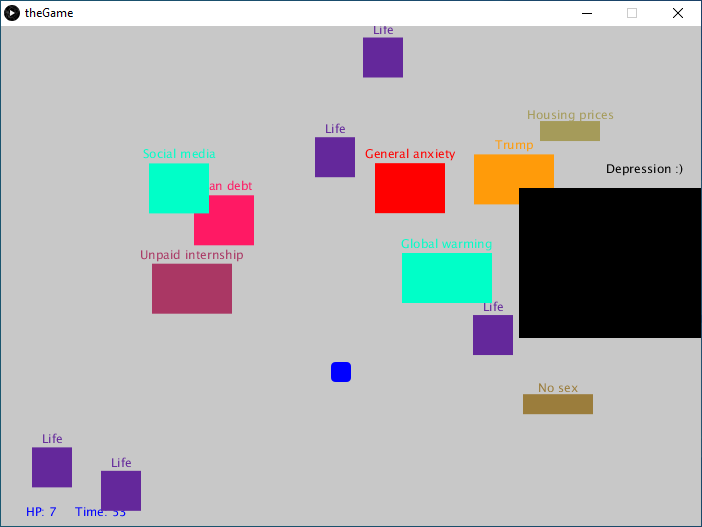 theGame
Life
Housing prices
Life
Trump
Social media
General anxiety
Depression :)
an debt
Global warming
Unpaid internship
Life
No sex
Life
Life
HP: 7 Time: 53